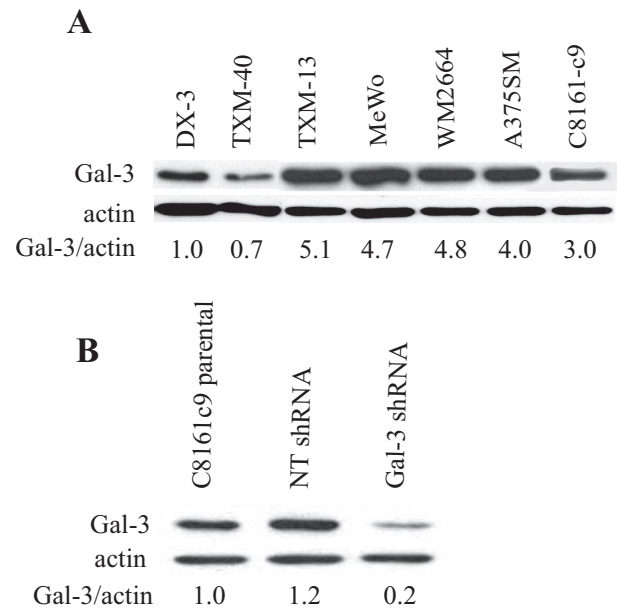 A
DX-3
TXM-40
TXM-13
MeWo
WM2664
A375SM
C8161-c9
Gal-3
actin
Gal-3/actin 1.0 0.7 5.1 4.7 4.8 4.0 3.0
B
C8161c9 parental
NT shRNA
Gal-3 shRNA
Gal-3
actin
Gal-3/actin 1.0 1.2 0.2